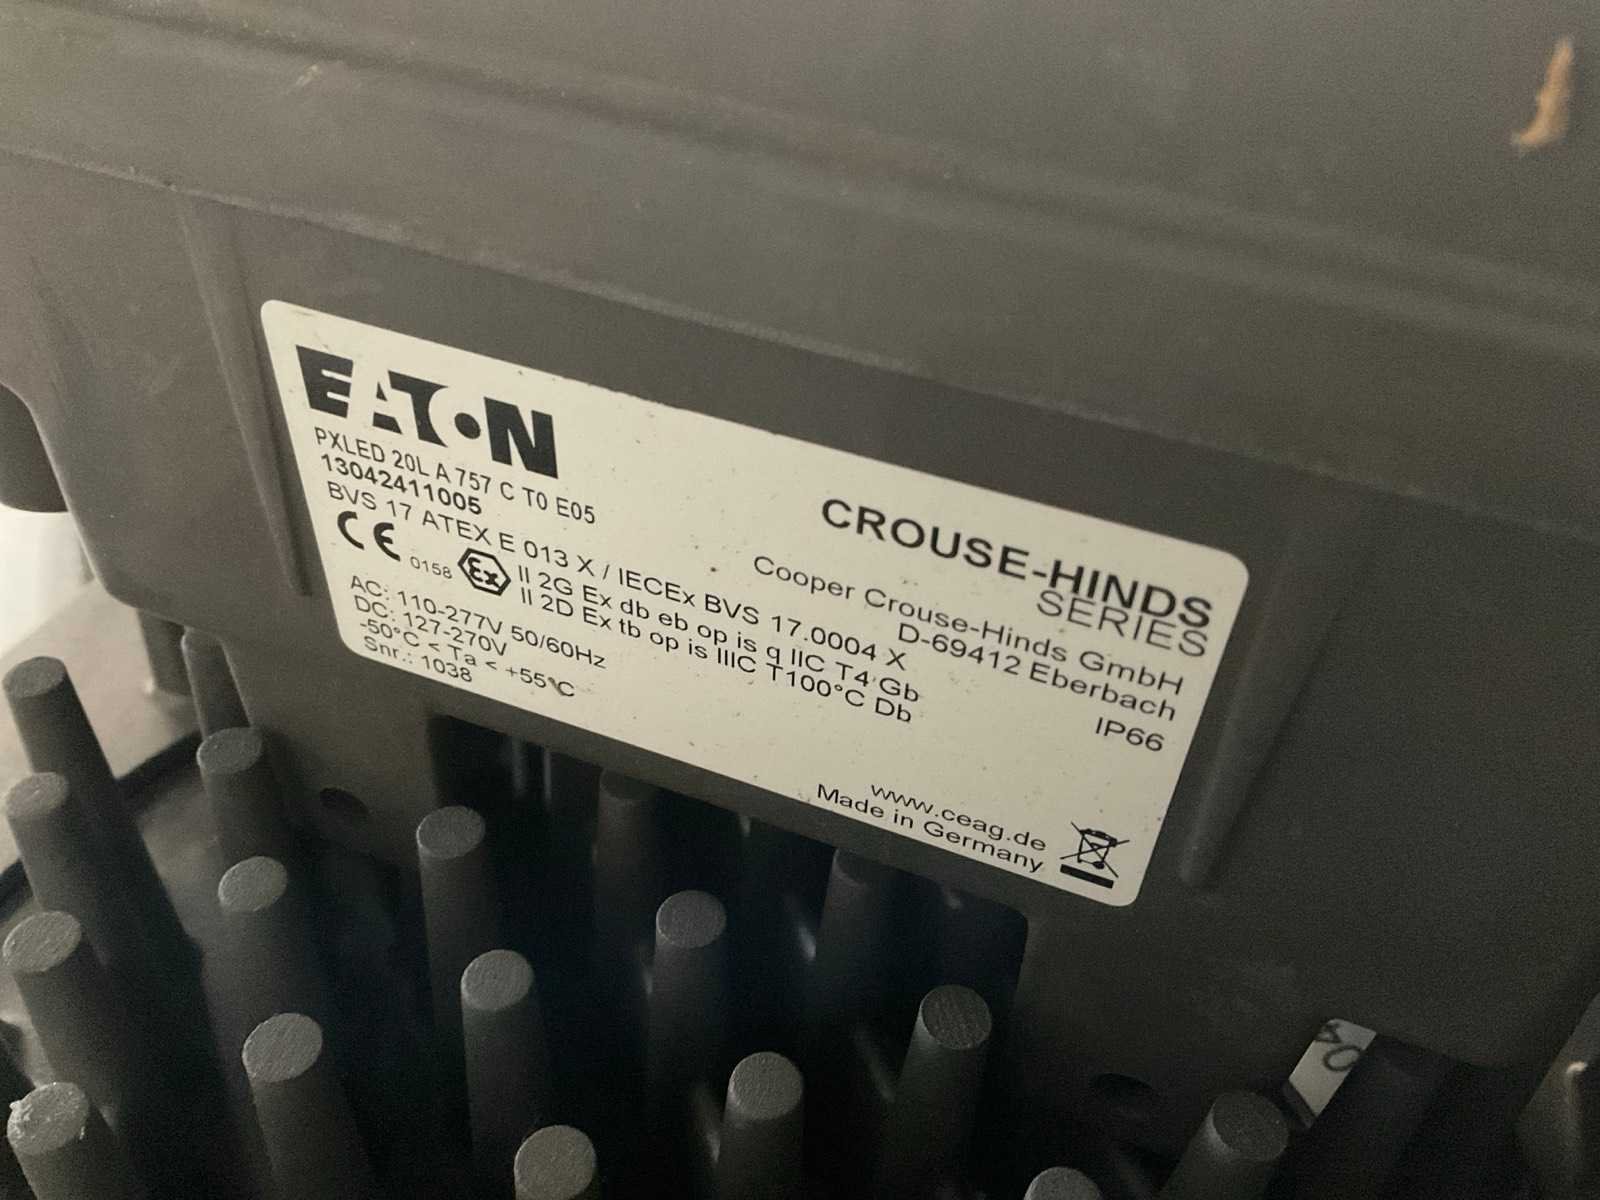 EATON
PXLED 20L A 757 C T0 E05
13042411005
BVS 17 ATEX E 013 X / IECEx BVS 17.0004 X
CE 0158 Ex II 2G Ex db eb op is q IIC T4 Gb
II 2D Ex tb op is IIIC T100°C Db
AC: 110-277V 50/60Hz
DC: 127-270V
-50°C < Ta < +55°C
Snr.: 1038
CROUSE-HINDS
SERIES
Cooper Crouse-Hinds GmbH
D-69412 Eberbach
IP66
www.ceag.de
Made in Germany